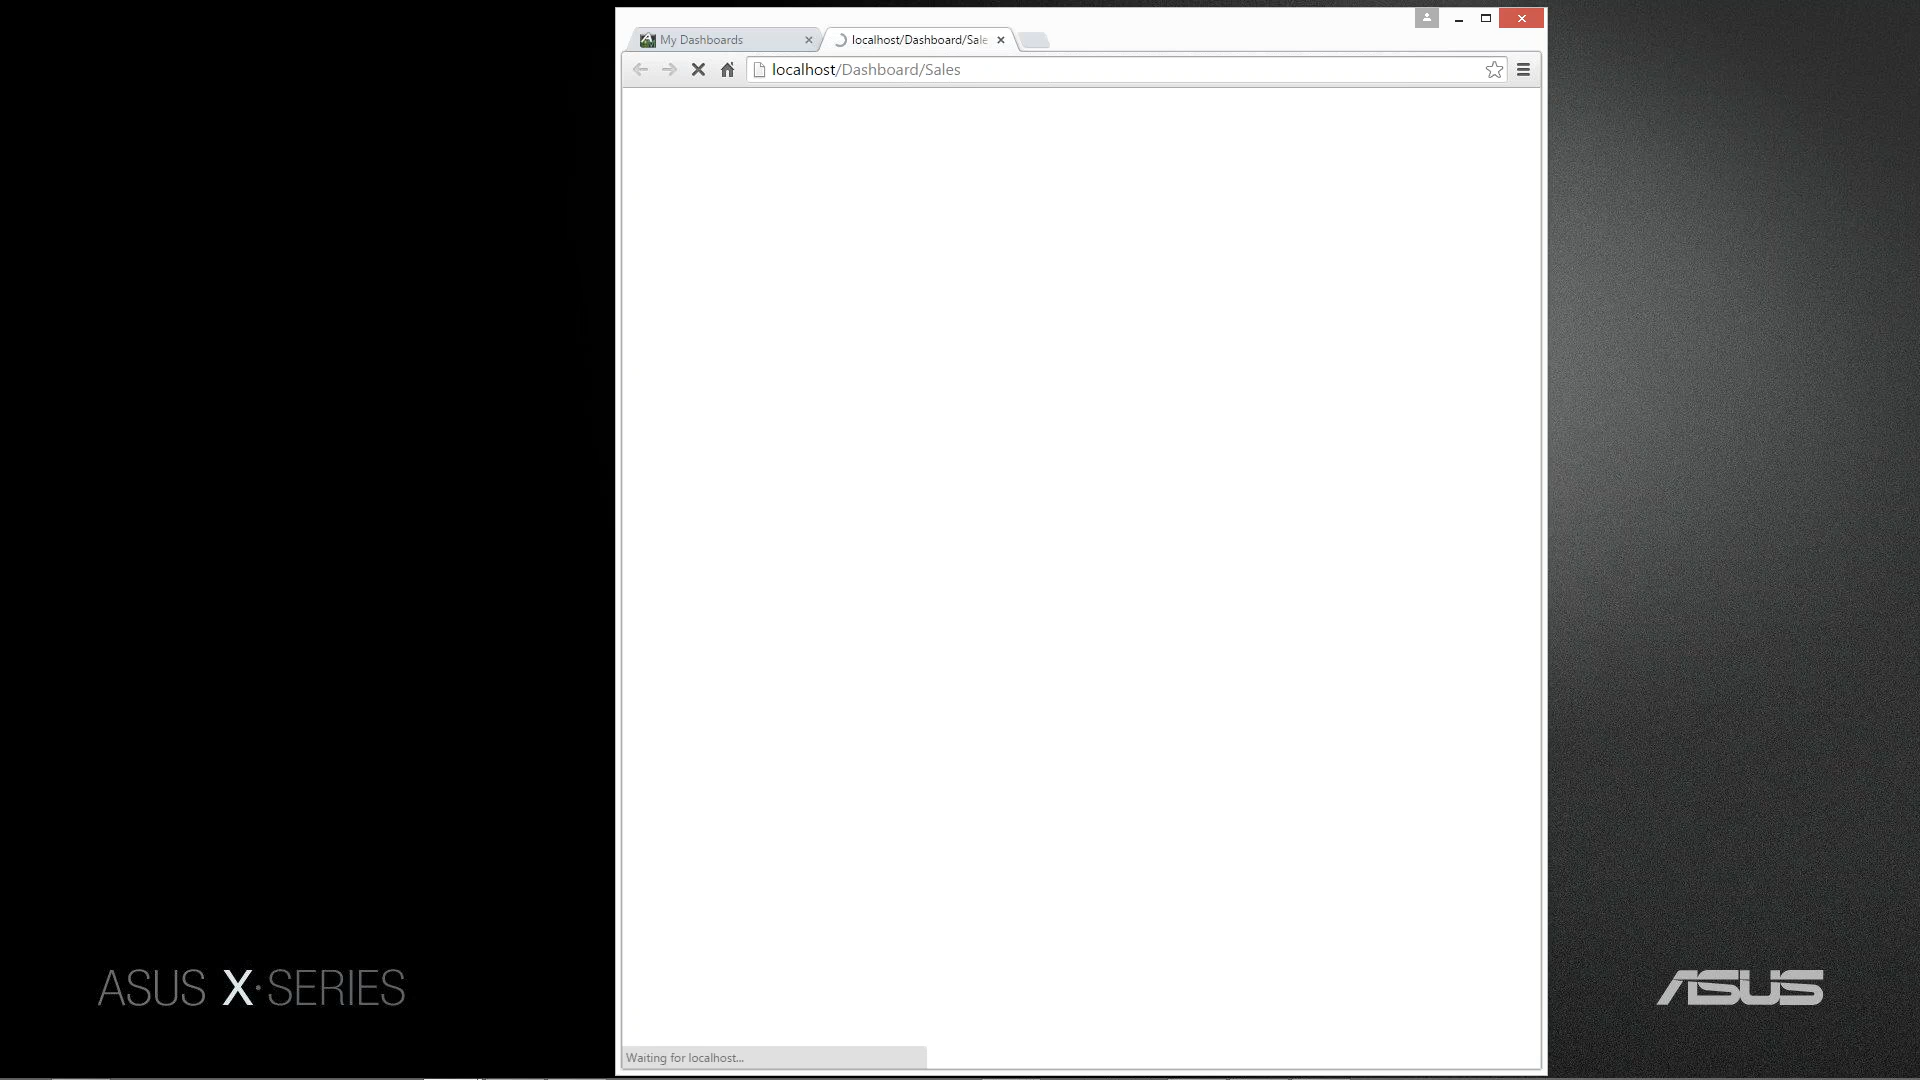 My Dashboards
localhost/Dashboard/Sale
localhost/Dashboard/Sales
ASUS X·SERIES
ASUS
Waiting for localhost...